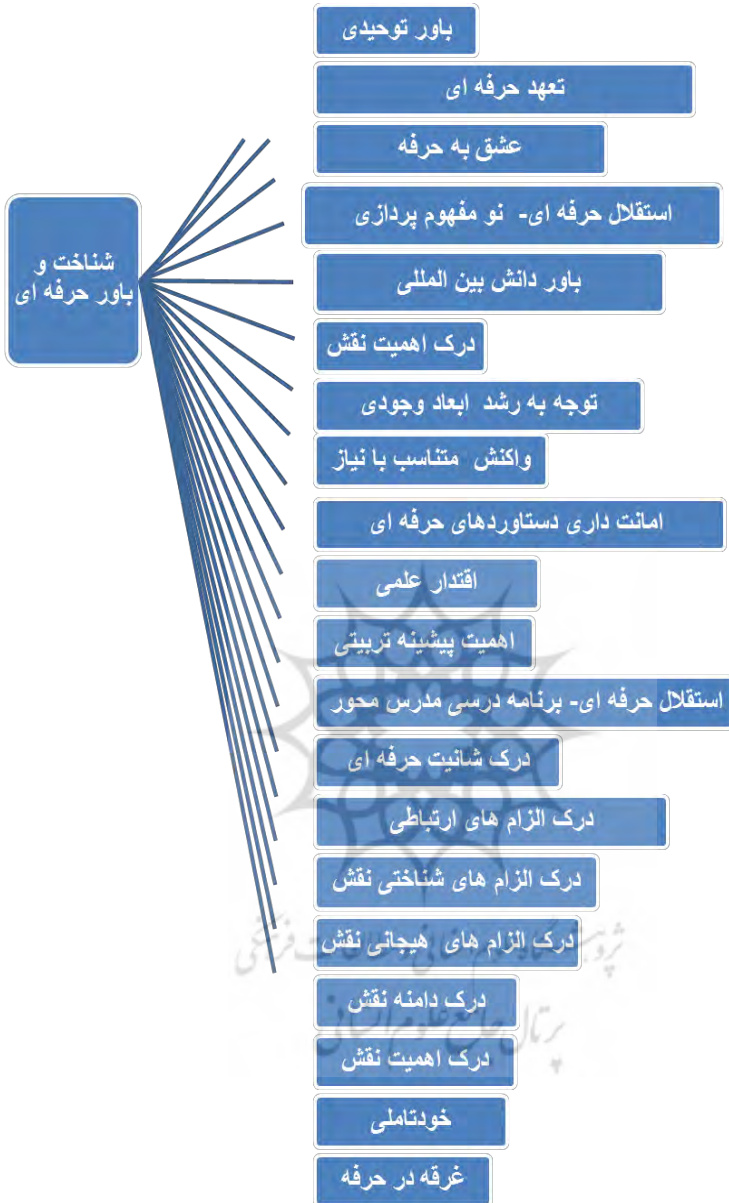 باور توحیدی
تعهد حرفه ای
عشق به حرفه
استقلال حرفه ای- نو مفهوم پردازی
باور دانش بین المللی
درک اهمیت نقش
توجه به رشد ابعاد وجودی
واکنش متناسب با نیاز
امانت داری دستاوردهای حرفه ای
اقتدار علمی
اهمیت پیشینه تربیتی
استقلال حرفه ای- برنامه درسی مدرس محور
درک شانیت حرفه ای
درک الزام های ارتباطی
درک الزام های شناختی نقش
درک الزام های هیجانی نقش
درک دامنه نقش
درک اهمیت نقش
خودتاملی
غرقه در حرفه
شناخت و
باور حرفه ای
پرتال جامع علوم انسانی